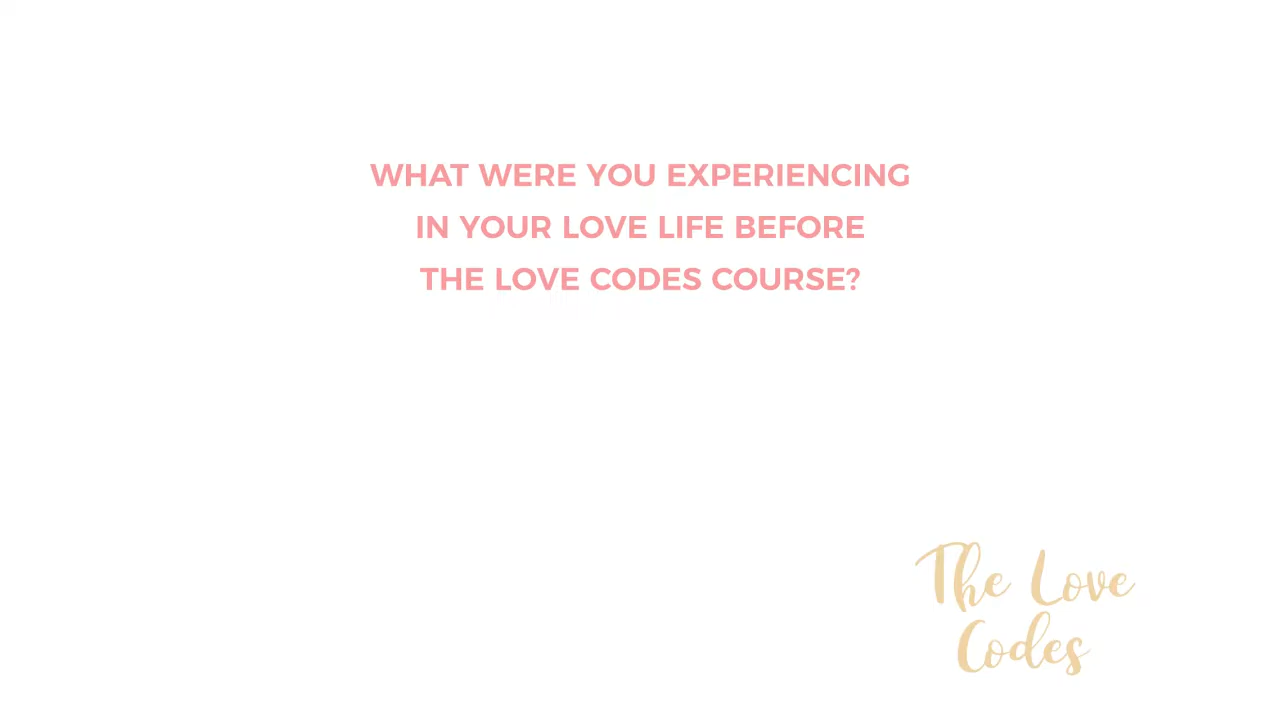 WHAT WERE YOU EXPERIENCING
IN YOUR LOVE LIFE BEFORE
THE LOVE CODES COURSE?
The Love
Codes